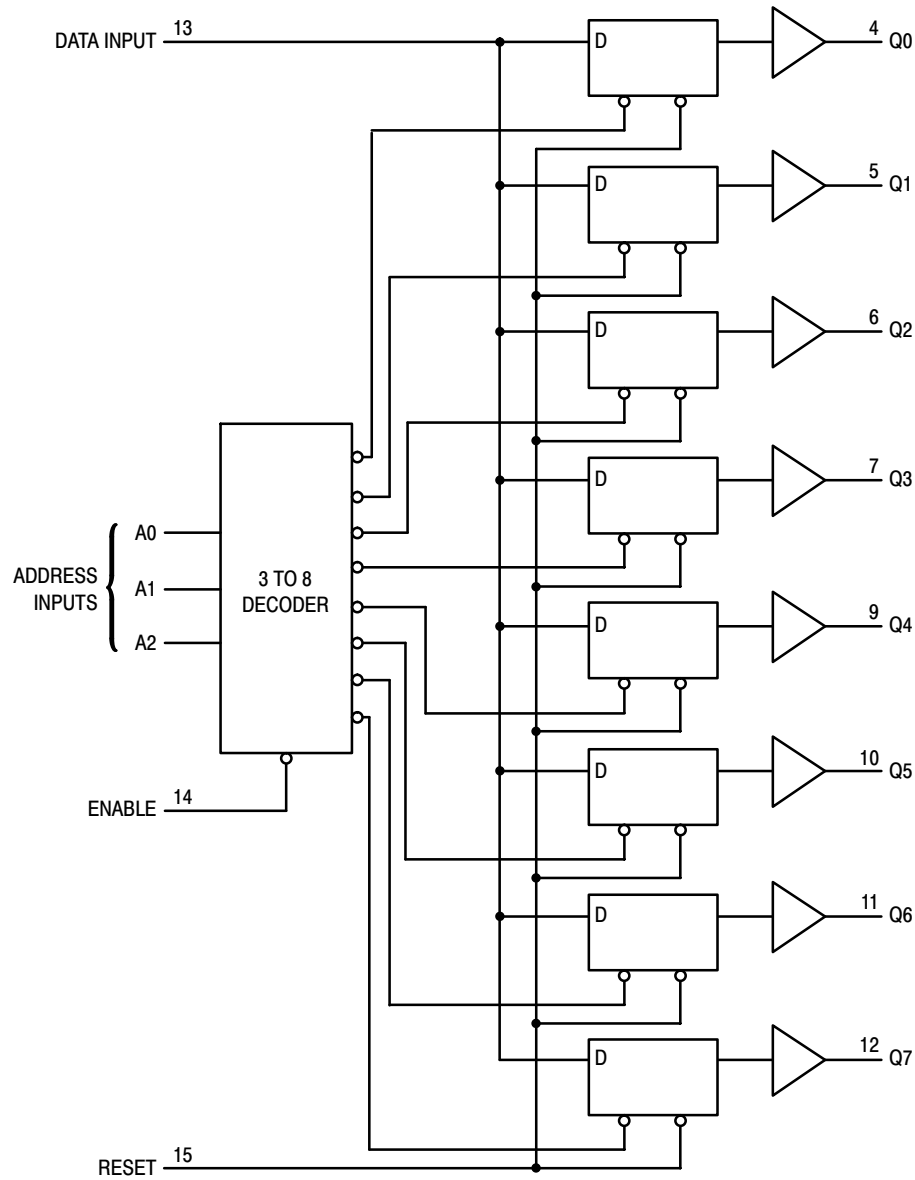 DATA INPUT 13
D
4 Q0
D
5 Q1
D
6 Q2
D
7 Q3
A0
ADDRESS
INPUTS
A1
A2
3 TO 8
DECODER
D
9 Q4
D
10 Q5
ENABLE 14
D
11 Q6
D
12 Q7
RESET 15